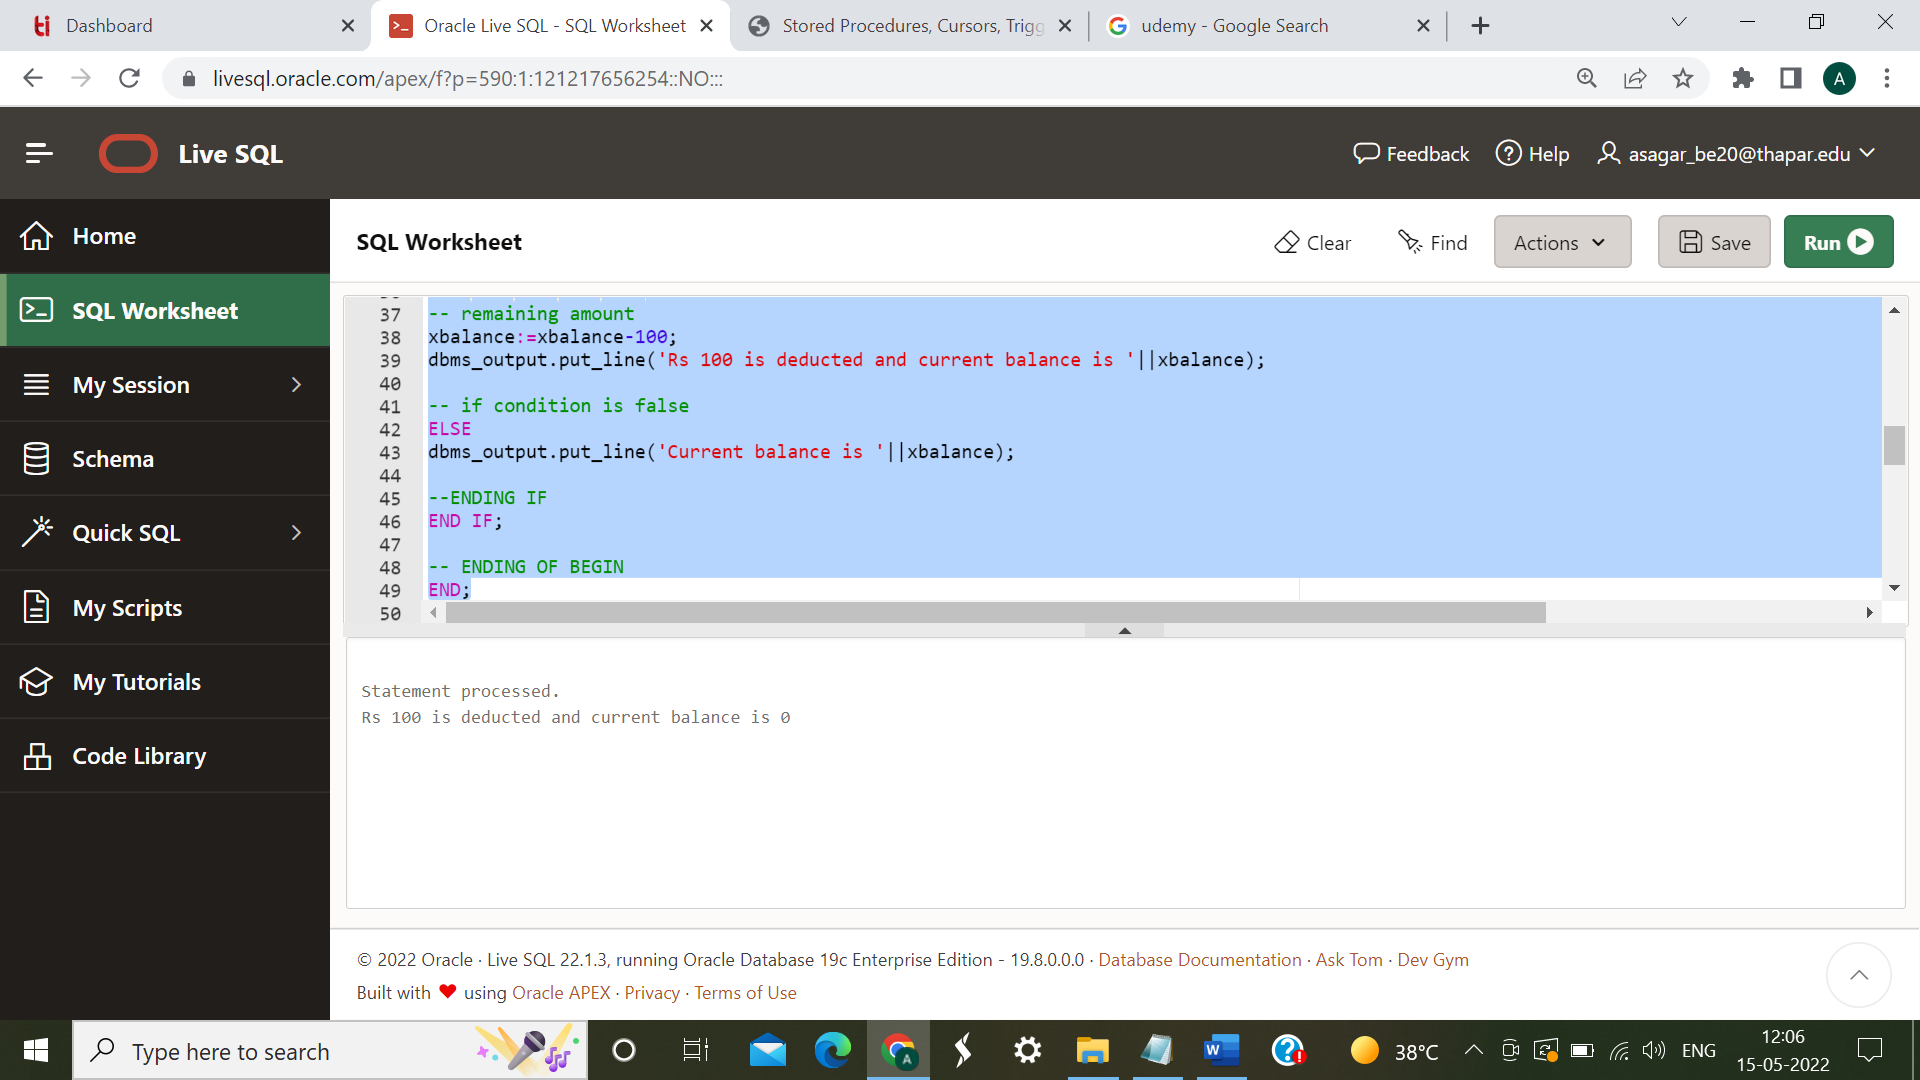 Dashboard
Oracle Live SQL - SQL Worksheet
Stored Procedures, Cursors, Trigg
udemy - Google Search
livesql.oracle.com/apex/f?p=590:1:121217656254::NO:::
A
Live SQL
Feedback
Help
asagar_be20@thapar.edu
Home
SQL Worksheet
My Session
Schema
Quick SQL
My Scripts
My Tutorials
Code Library
SQL Worksheet
Clear
Find
Actions
Save
Run
37 -- remaining amount
38 xbalance:=xbalance-100;
39 dbms_output.put_line('Rs 100 is deducted and current balance is '||xbalance);
40
41 -- if condition is false
42 ELSE
43 dbms_output.put_line('Current balance is '||xbalance);
44
45 --ENDING IF
46 END IF;
47
48 -- ENDING OF BEGIN
49 END;
50
Statement processed.
Rs 100 is deducted and current balance is 0
© 2022 Oracle · Live SQL 22.1.3, running Oracle Database 19c Enterprise Edition - 19.8.0.0.0 · Database Documentation · Ask Tom · Dev Gym
Built with ❤ using Oracle APEX · Privacy · Terms of Use
Type here to search
38°C
ENG
12:06
15-05-2022